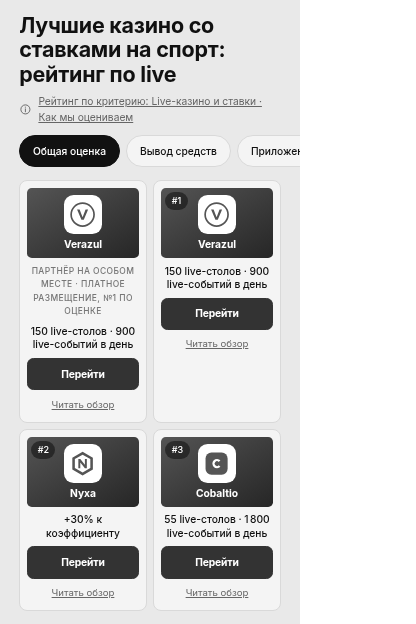 Лучшие казино со
ставками на спорт:
рейтинг по live
Рейтинг по критерию: Live-казино и ставки ·
Как мы оцениваем
Общая оценка
Вывод средств
Приложен
V
Verazul
ПАРТНЁР НА ОСОБОМ
МЕСТЕ · ПЛАТНОЕ
РАЗМЕЩЕНИЕ, №1 ПО
ОЦЕНКЕ
150 live-столов · 900
live-событий в день
Перейти
Читать обзор
#1
V
Verazul
150 live-столов · 900
live-событий в день
Перейти
Читать обзор
#2
N
Nyxa
+30% к
коэффициенту
Перейти
Читать обзор
#3
C
Cobaltio
55 live-столов · 1 800
live-событий в день
Перейти
Читать обзор